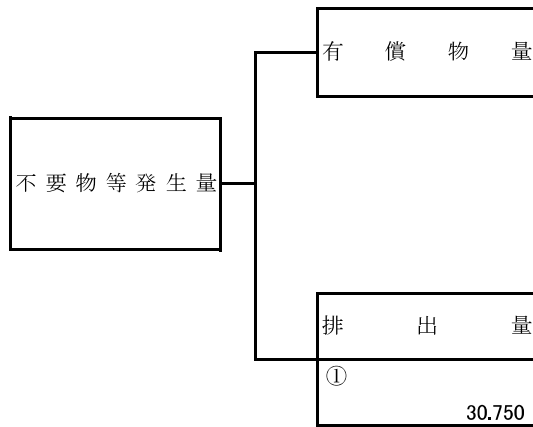 有償物量
不要物等発生量
排出量
①
30.750